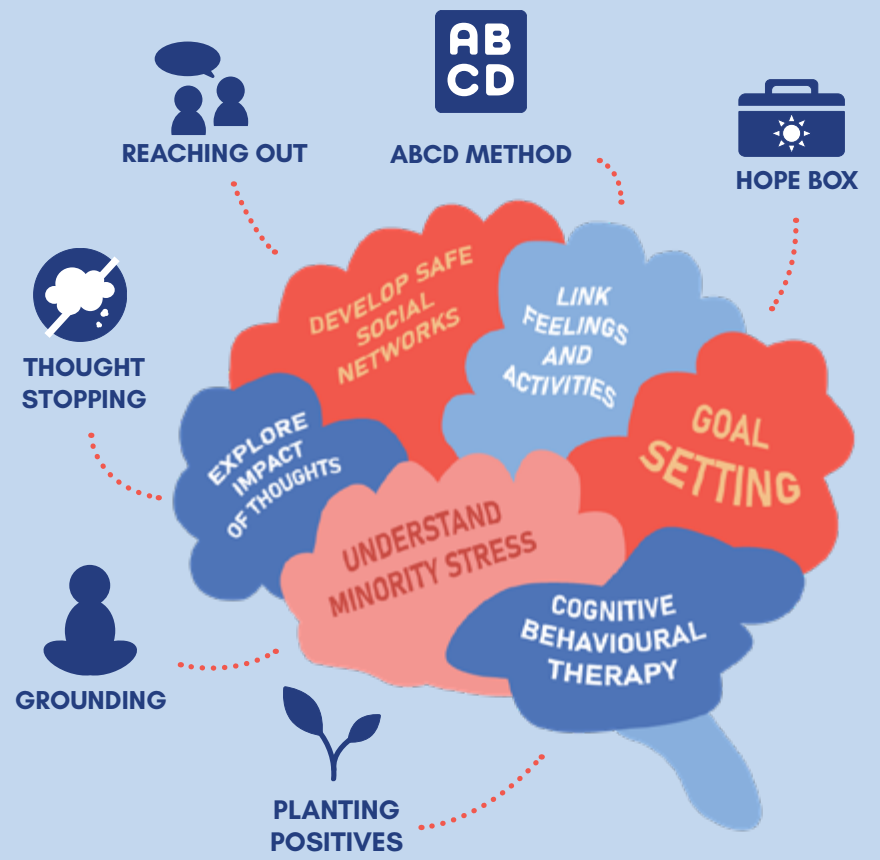 AB
CD
REACHING OUT
ABCD METHOD
HOPE BOX
THOUGHT
STOPPING
DEVELOP SAFE
SOCIAL
NETWORKS
LINK
FEELINGS
AND
ACTIVITIES
GOAL
SETTING
EXPLORE
IMPACT
OF THOUGHTS
UNDERSTAND
MINORITY STRESS
COGNITIVE
BEHAVIOURAL
THERAPY
GROUNDING
PLANTING
POSITIVES